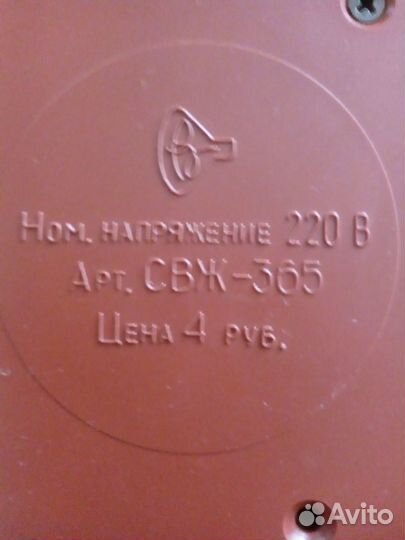 Ном. напряжение 220 В
Арт. СВЖ-365
Цена 4 руб.
Avito